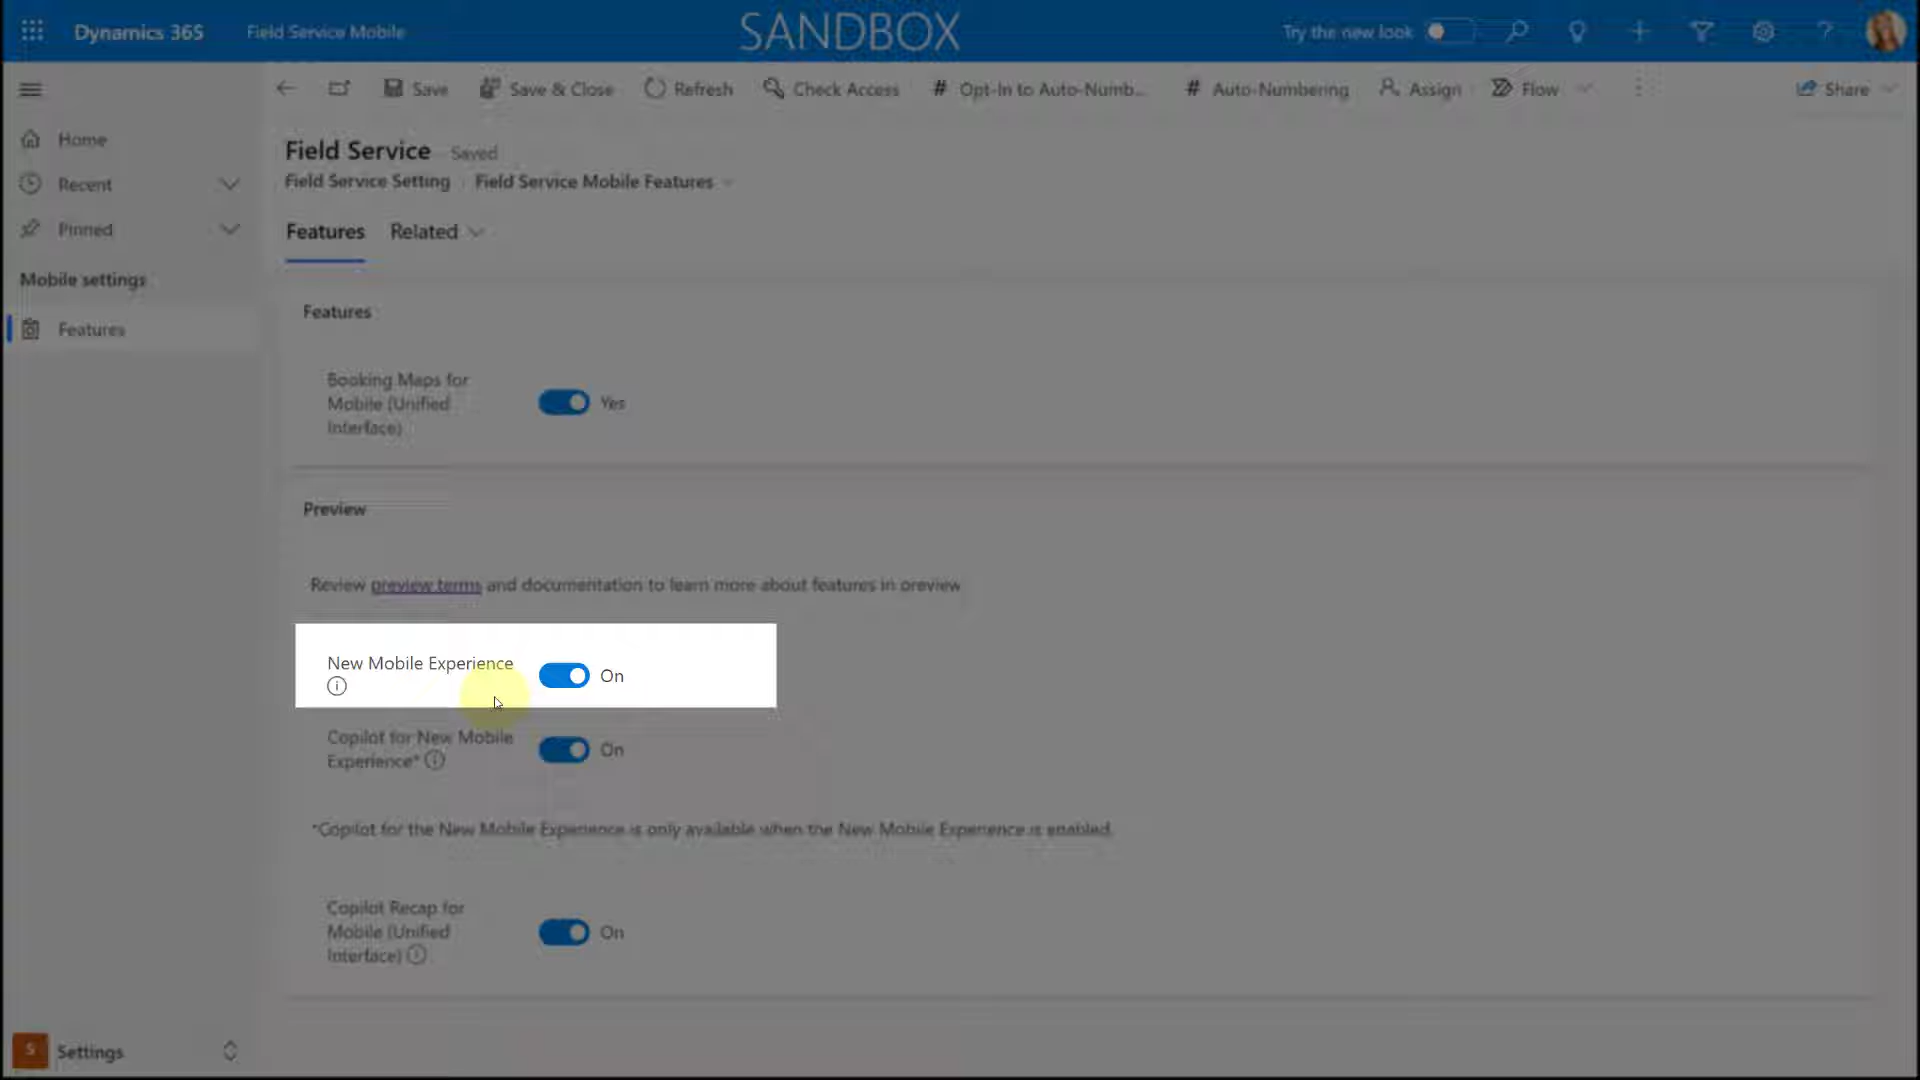 Dynamics 365
Field Service Mobile
SANDBOX
Try the new look
Save
Save & Close
Refresh
Check Access
# Opt-In to Auto-Numb...
# Auto-Numbering
Assign
Flow
Share
Home
Recent
Pinned
Mobile settings
Features
Field Service Saved
Field Service Setting
Field Service Mobile Features
Features
Related
Features
Booking Maps for
Mobile (Unified
Interface)
Yes
Preview
Review preview terms and documentation to learn more about features in preview
New Mobile Experience
On
Copilot for New Mobile
Experience*
On
*Copilot for the New Mobile Experience is only available when the New Mobile Experience is enabled.
Copilot Recap for
Mobile (Unified
Interface)
On
S
Settings